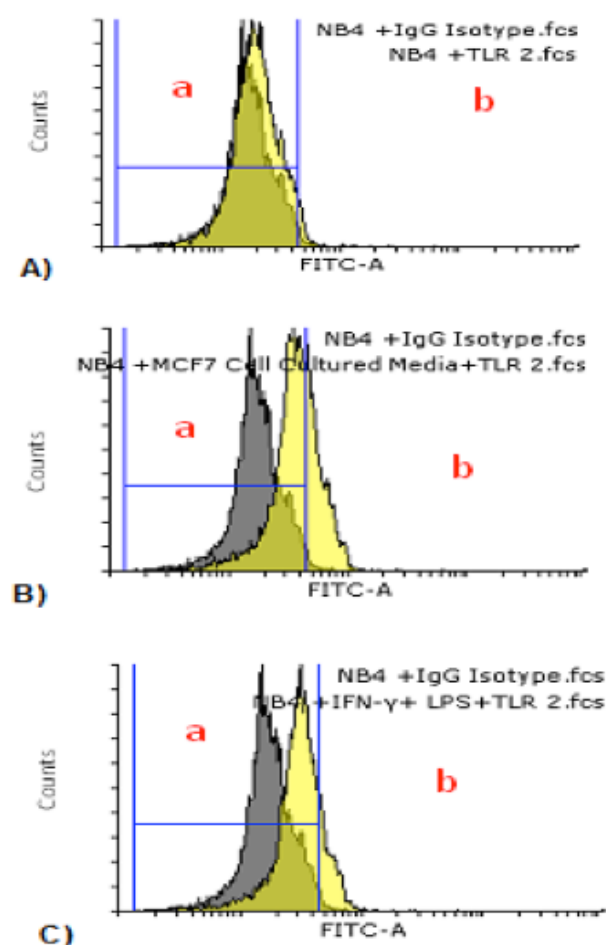 NB4 +IgG Isotype.fcs
NB4 +TLR 2.fcs
a
b
Counts
FITC-A
A)
NB4 +IgG Isotype.fcs
NB4 +MCF7 Cell Cultured Media+TLR 2.fcs
a
b
Counts
FITC-A
B)
NB4 +IgG Isotype.fcs
NB4 +IFN-γ+ LPS+TLR 2.fcs
a
b
Counts
FITC-A
C)